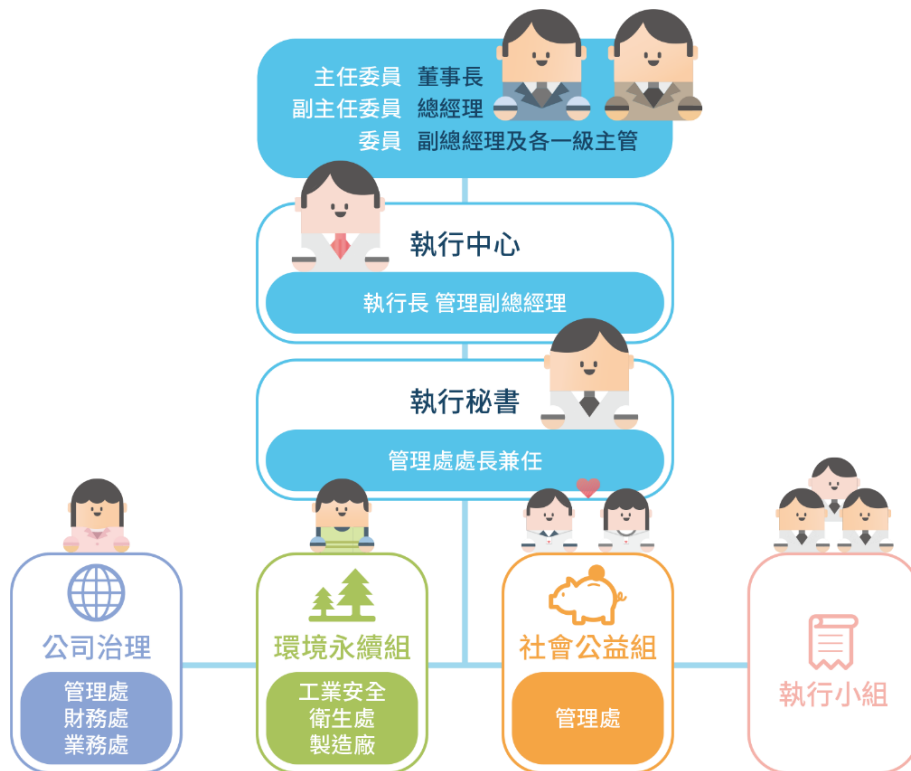 主任委員 董事長
副主任委員 總經理
委員 副總經理及各一級主管
執行中心
執行長 管理副總經理
執行秘書
管理處處長兼任
公司治理
管理處
財務處
業務處
環境永續組
工業安全
衛生處
製造廠
社會公益組
管理處
執行小組